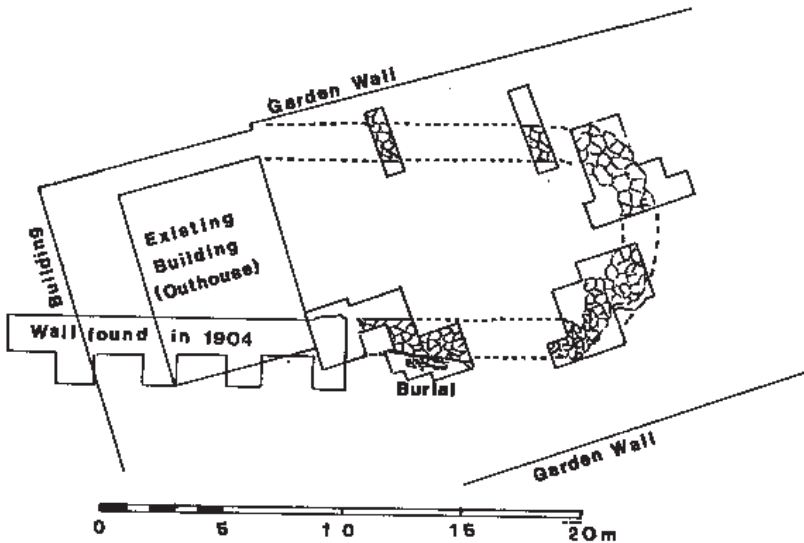 Garden Wall
Existing
Building
(Outhouse)
Building
Wall found in 1904
Burial
Garden Wall
0 5 10 15 20m